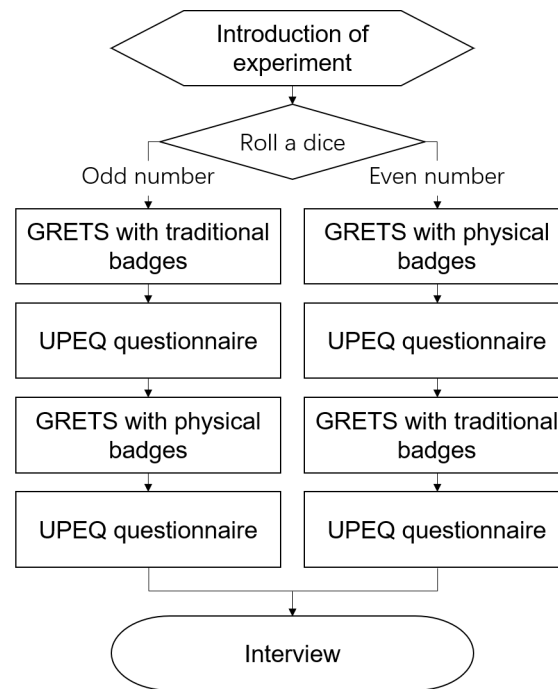 Introduction of
experiment
Roll a dice
Odd number
Even number
GRETS with traditional
badges
GRETS with physical
badges
UPEQ questionnaire
UPEQ questionnaire
GRETS with physical
badges
GRETS with traditional
badges
UPEQ questionnaire
UPEQ questionnaire
Interview